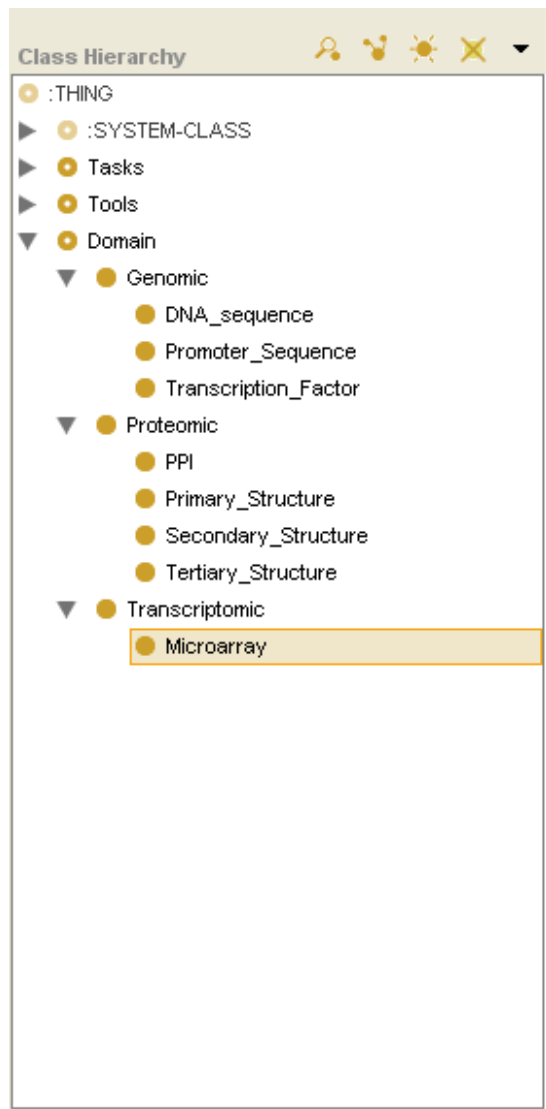 Class Hierarchy
:THING
:SYSTEM-CLASS
Tasks
Tools
Domain
Genomic
DNA_sequence
Promoter_Sequence
Transcription_Factor
Proteomic
PPI
Primary_Structure
Secondary_Structure
Tertiary_Structure
Transcriptomic
Microarray